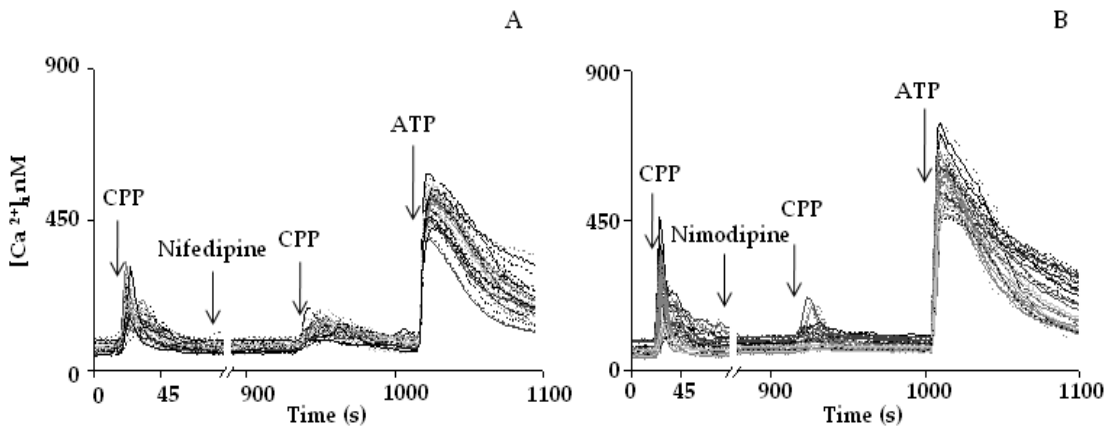 A
B
900
900
ATP
ATP
CPP
CPP
[Ca 2+]i nM
450
450
CPP
Nifedipine
CPP
Nimodipine
0
0
0 45 900 1000 1100
0 45 900 1000 1100
Time (s)
Time (s)